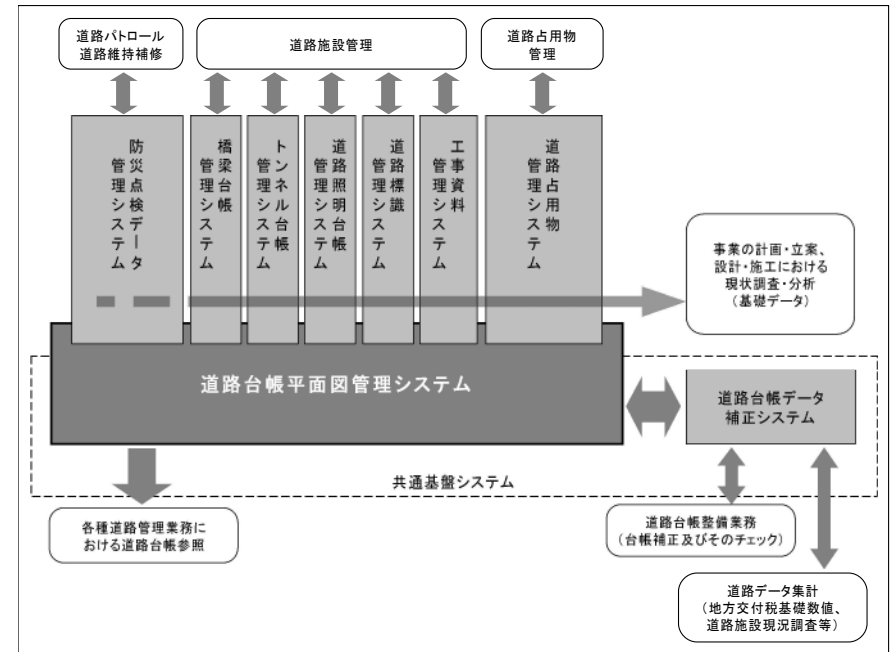 道路パトロール
道路維持補修
道路施設管理
道路占用物
管理
防災点検データ
管理システム
橋梁台帳
管理システム
トンネル台帳
管理システム
道路照明台帳
管理システム
道路標識
管理システム
工事資料
管理システム
道路占用物
管理システム
事業の計画・立案、
設計・施工における
現状調査・分析
(基礎データ)
道路台帳平面図管理システム
道路台帳データ
補正システム
共通基盤システム
各種道路管理業務に
おける道路台帳参照
道路台帳整備業務
(台帳補正及びそのチェック)
道路データ集計
(地方交付税基礎数値、
道路施設現況調査等)